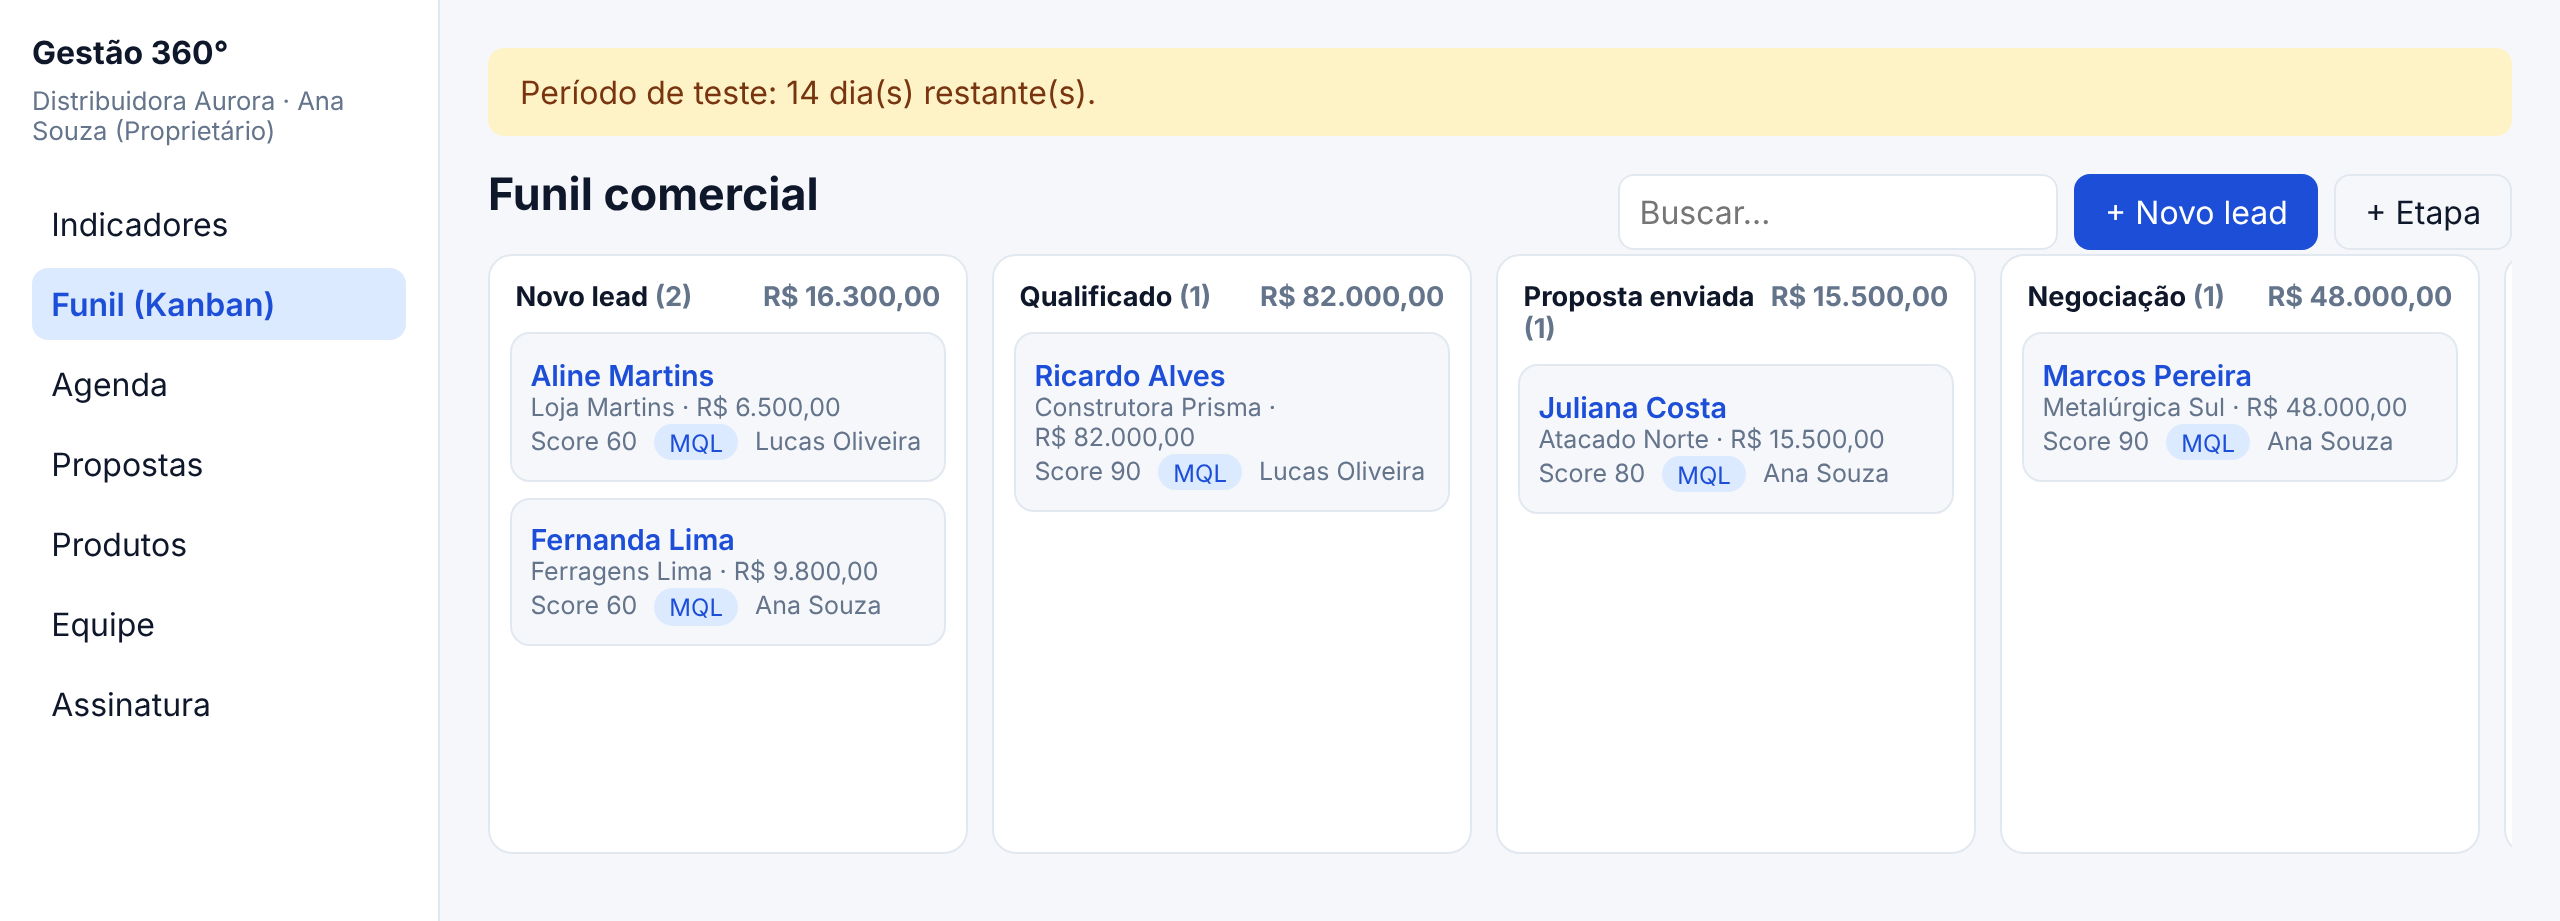 Gestão 360°
Distribuidora Aurora · Ana
Souza (Proprietário)
Indicadores
Funil (Kanban)
Agenda
Propostas
Produtos
Equipe
Assinatura
Período de teste: 14 dia(s) restante(s).
Funil comercial
Buscar...
+ Novo lead
+ Etapa
Novo lead (2) R$ 16.300,00
Aline Martins
Loja Martins · R$ 6.500,00
Score 60 MQL Lucas Oliveira
Fernanda Lima
Ferragens Lima · R$ 9.800,00
Score 60 MQL Ana Souza
Qualificado (1) R$ 82.000,00
Ricardo Alves
Construtora Prisma ·
R$ 82.000,00
Score 90 MQL Lucas Oliveira
Proposta enviada R$ 15.500,00
(1)
Juliana Costa
Atacado Norte · R$ 15.500,00
Score 80 MQL Ana Souza
Negociação (1) R$ 48.000,00
Marcos Pereira
Metalúrgica Sul · R$ 48.000,00
Score 90 MQL Ana Souza